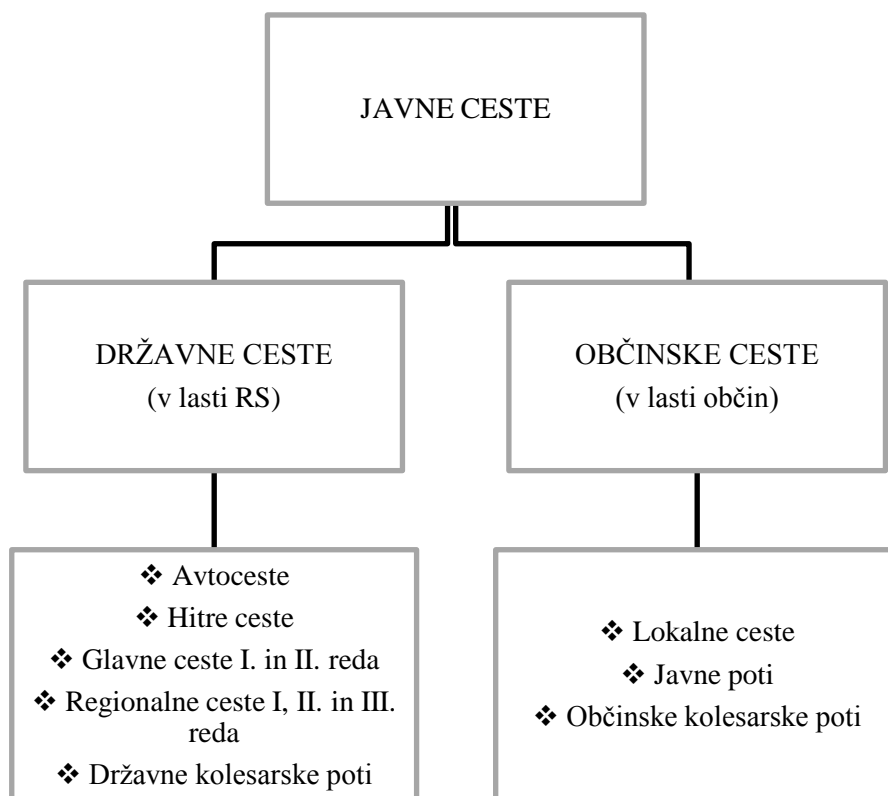 JAVNE CESTE
DRŽAVNE CESTE
(v lasti RS)
OBČINSKE CESTE
(v lasti občin)
❖ Avtoceste
❖ Hitre ceste
❖ Glavne ceste I. in II. reda
❖ Regionalne ceste I, II. in III.
reda
❖ Državne kolesarske poti
❖ Lokalne ceste
❖ Javne poti
❖ Občinske kolesarske poti